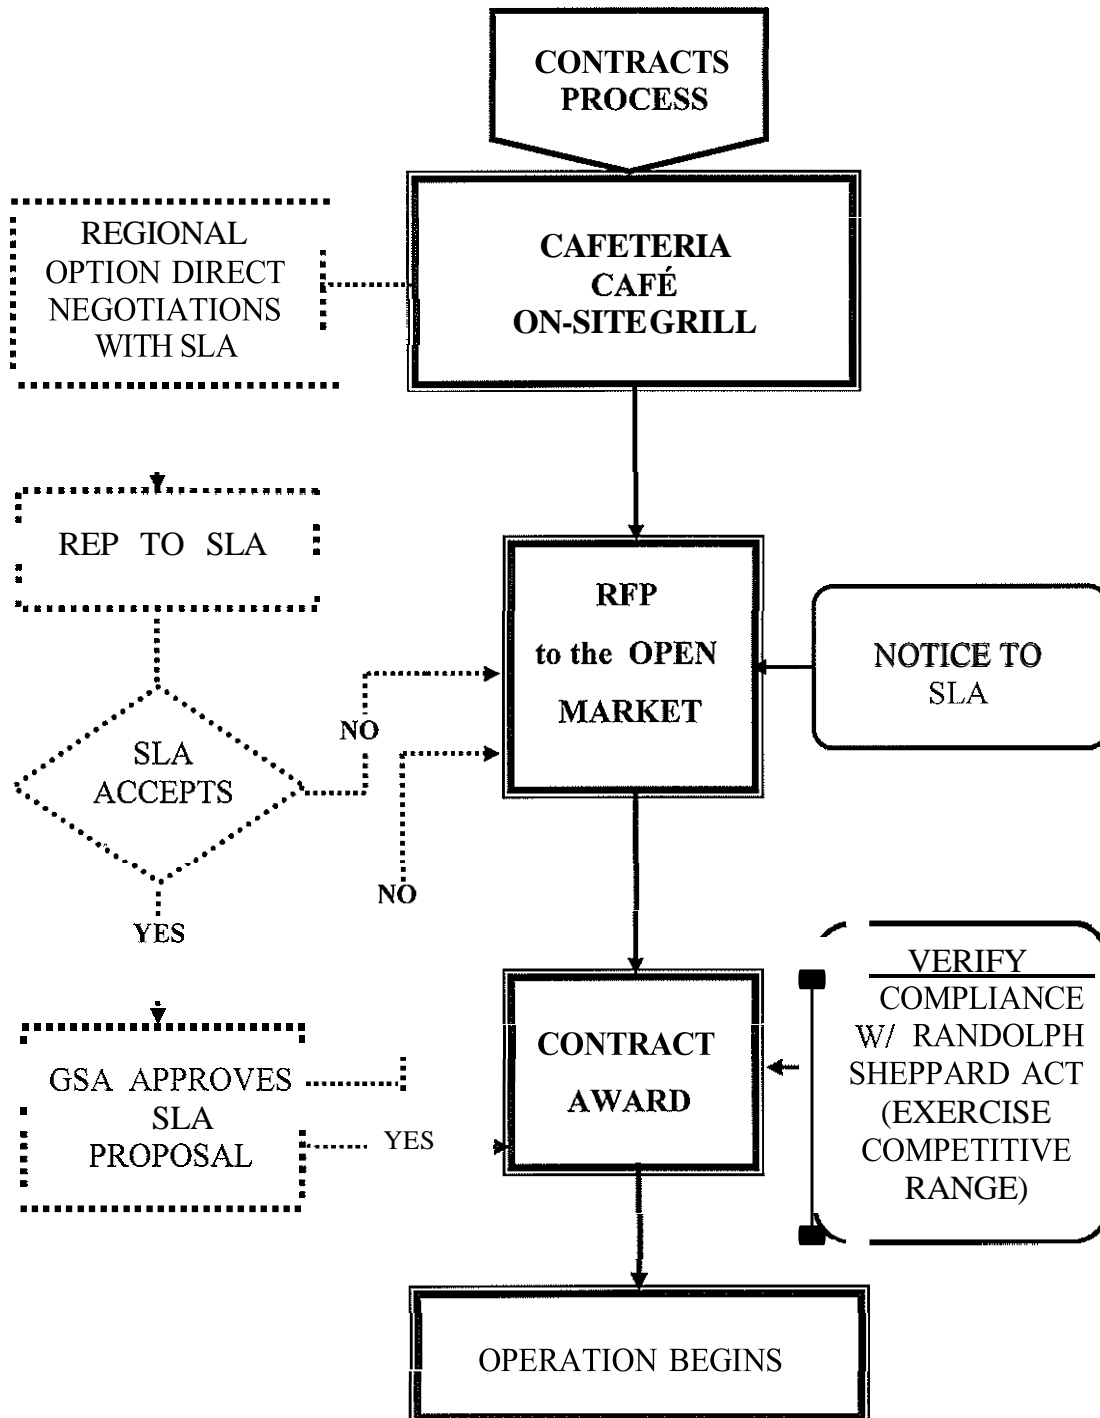 CONTRACTS
PROCESS
REGIONAL
OPTION DIRECT
NEGOTIATIONS
WITH SLA
CAFETERIA
CAFÉ
ON-SITEGRILL
REP TO SLA
RFP
to the OPEN
MARKET
NOTICE TO
SLA
NO
SLA
ACCEPTS
NO
YES
VERIFY
COMPLIANCE
W/ RANDOLPH
SHEPPARD ACT
(EXERCISE
COMPETITIVE
RANGE)
CONTRACT
AWARD
GSA APPROVES
SLA
PROPOSAL
YES
OPERATION BEGINS